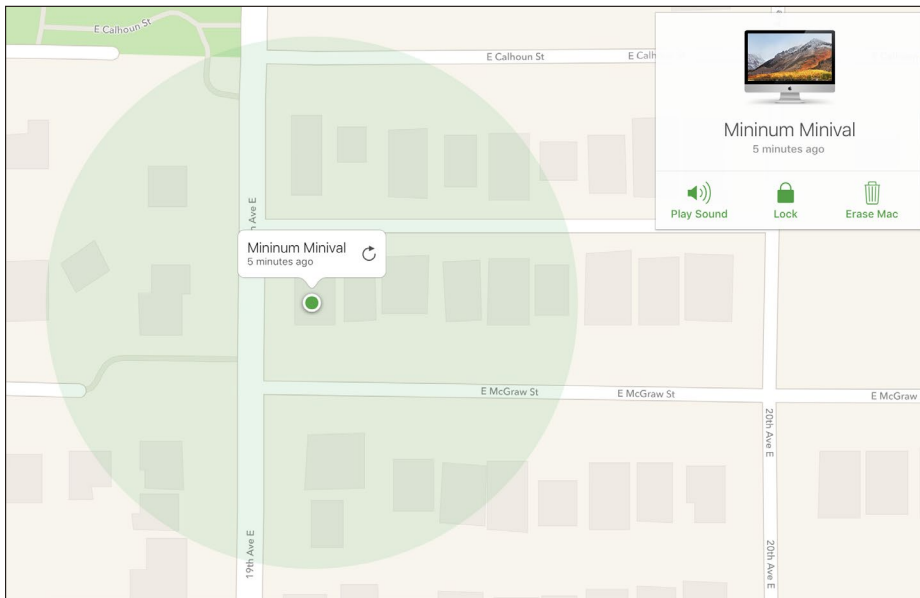 E Calhoun St
E Calhoun St
E Calh
Mininum Minival
5 minutes ago
Play Sound
Lock
Erase Mac
Ave E
Mininum Minival
5 minutes ago
E McGraw St
E McGraw St
E McGraw
20th Ave E
19th Ave E
20th Ave E